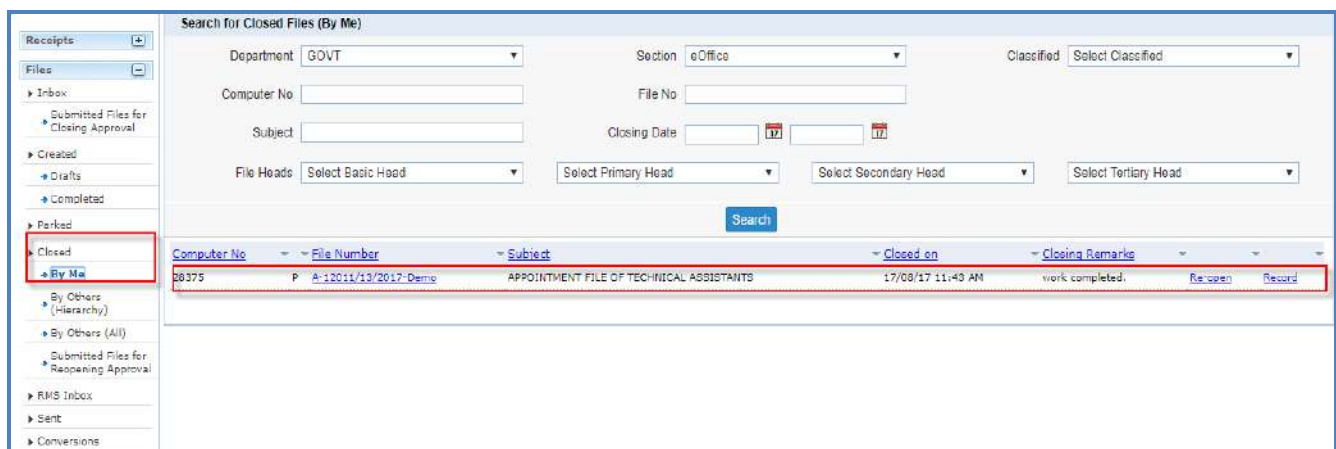 Search for Closed Files (By Me)
Receipts
Files
Inbox
Submitted Files for
Closing Approval
Created
Drafts
Completed
Parked
Closed
By Me
By Others
(Hierarchy)
By Others (All)
Submitted Files for
Reopening Approval
RMS Inbox
Sent
Conversions
Department GOVT Section eOffice Classified Select Classified
Computer No File No
Subject Closing Date 17 17
File Heads Select Basic Head Select Primary Head Select Secondary Head Select Tertiary Head
Search
Computer No File Number Subject Closed on Closing Remarks
28375 P A-12011/13/2017-Demo APPOINTMENT FILE OF TECHNICAL ASSISTANTS 17/08/17 11:43 AM work completed. Re-open Record